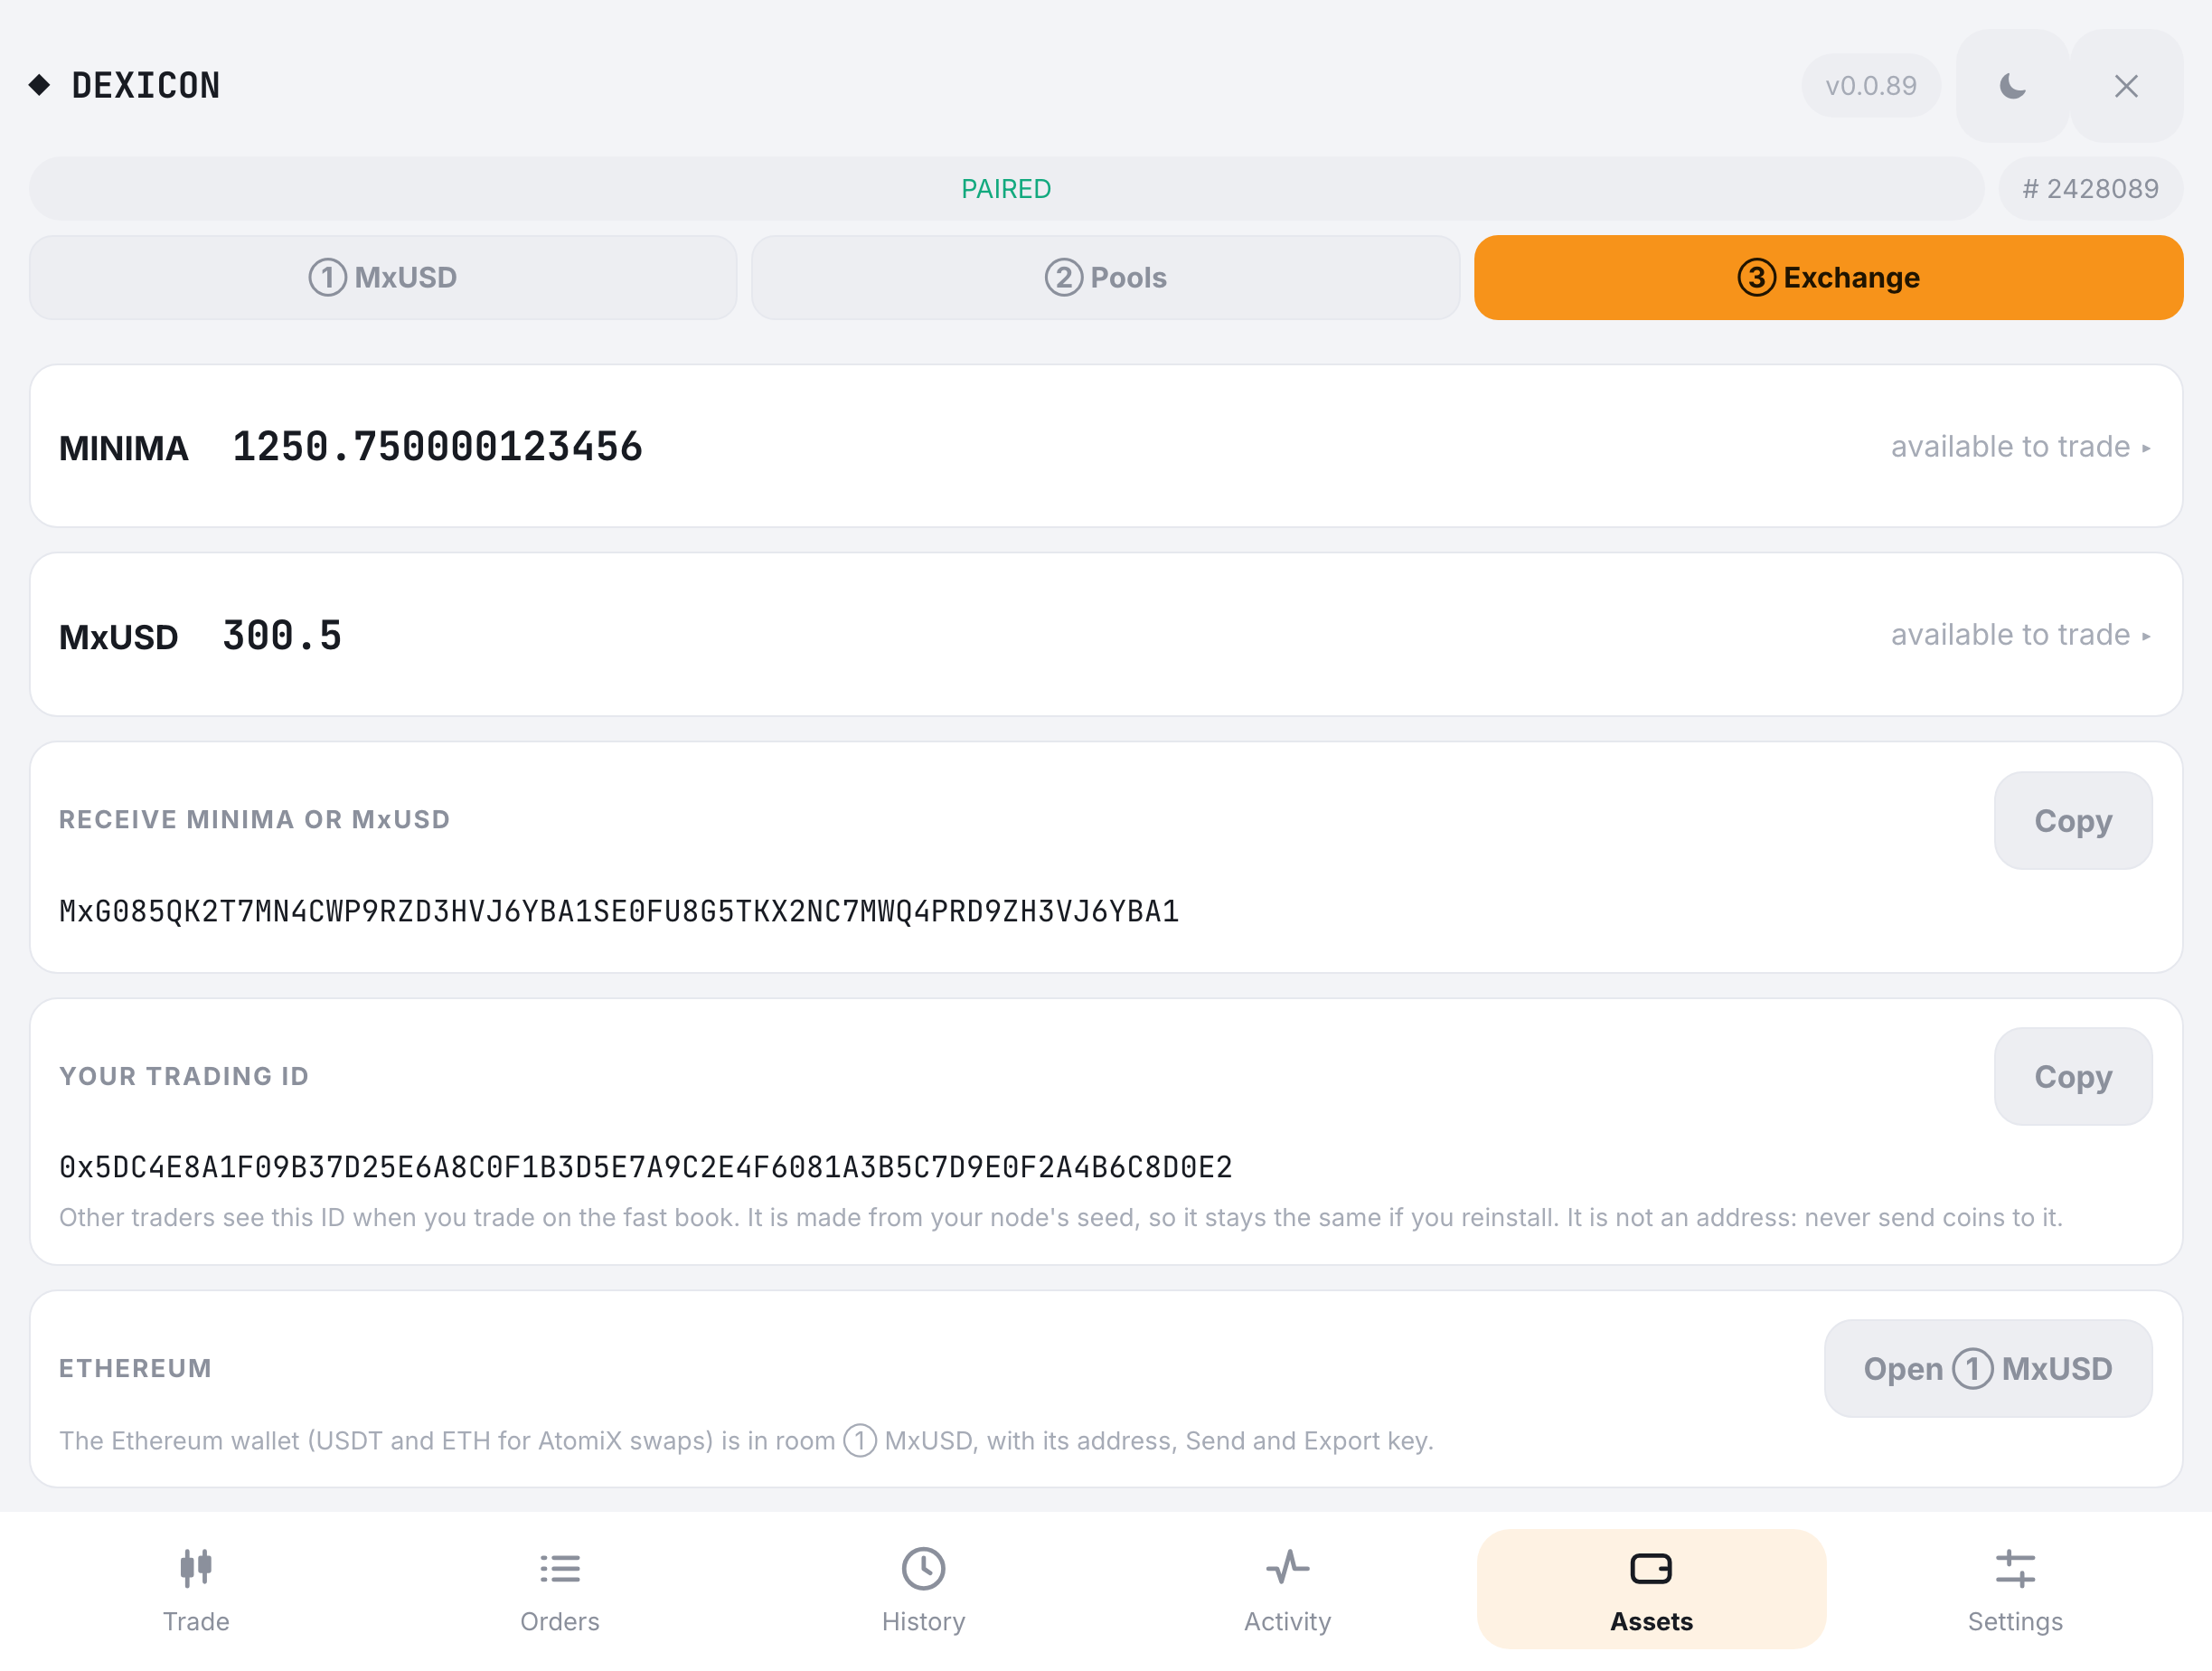 ◆ DEXICON
v0.0.89
PAIRED
# 2428089
① MxUSD
② Pools
③ Exchange
MINIMA 1250.750000123456
available to trade ▸
MxUSD 300.5
available to trade ▸
RECEIVE MINIMA OR MxUSD
Copy
MxG085QK2T7MN4CWP9RZD3HVJ6YBA1SE0FU8G5TKX2NC7MWQ4PRD9ZH3VJ6YBA1
YOUR TRADING ID
Copy
0x5DC4E8A1F09B37D25E6A8C0F1B3D5E7A9C2E4F6081A3B5C7D9E0F2A4B6C8D0E2
Other traders see this ID when you trade on the fast book. It is made from your node's seed, so it stays the same if you reinstall. It is not an address: never send coins to it.
ETHEREUM
Open ① MxUSD
The Ethereum wallet (USDT and ETH for AtomiX swaps) is in room ① MxUSD, with its address, Send and Export key.
Trade
Orders
History
Activity
Assets
Settings